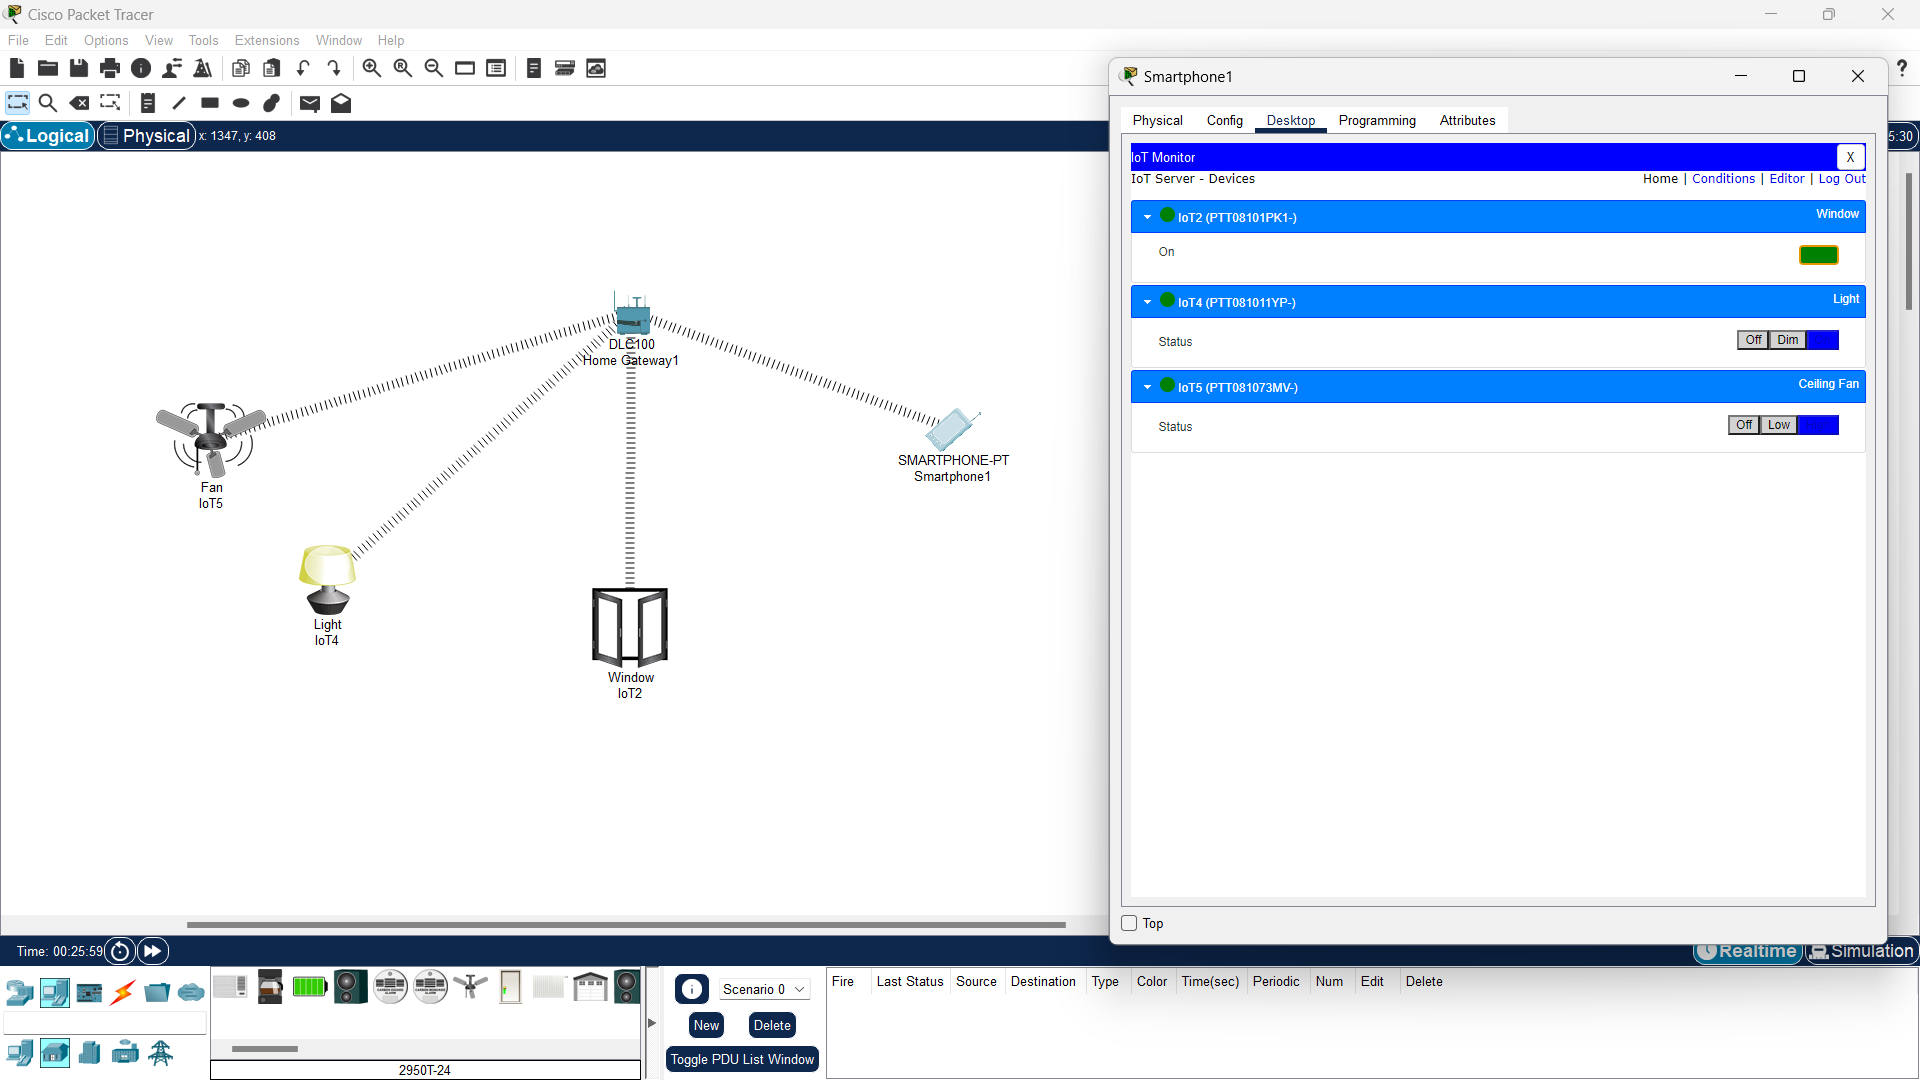 Cisco Packet Tracer
File Edit Options View Tools Extensions Window Help
Logical Physical x: 1347, y: 408
5:30
DLC100
Home Gateway1
Fan
IoT5
SMARTPHONE-PT
Smartphone1
Light
IoT4
Window
IoT2
Smartphone1
Physical Config Desktop Programming Attributes
IoT Monitor X
IoT Server - Devices Home | Conditions | Editor | Log Out
IoT2 (PTT08101PK1-) Window
On
IoT4 (PTT081011YP-) Light
Status Off Dim
IoT5 (PTT081073MV-) Ceiling Fan
Status Off Low
Top
Time: 00:25:59 Realtime Simulation
Scenario 0
New Delete
Toggle PDU List Window
Fire Last Status Source Destination Type Color Time(sec) Periodic Num Edit Delete
2950T-24